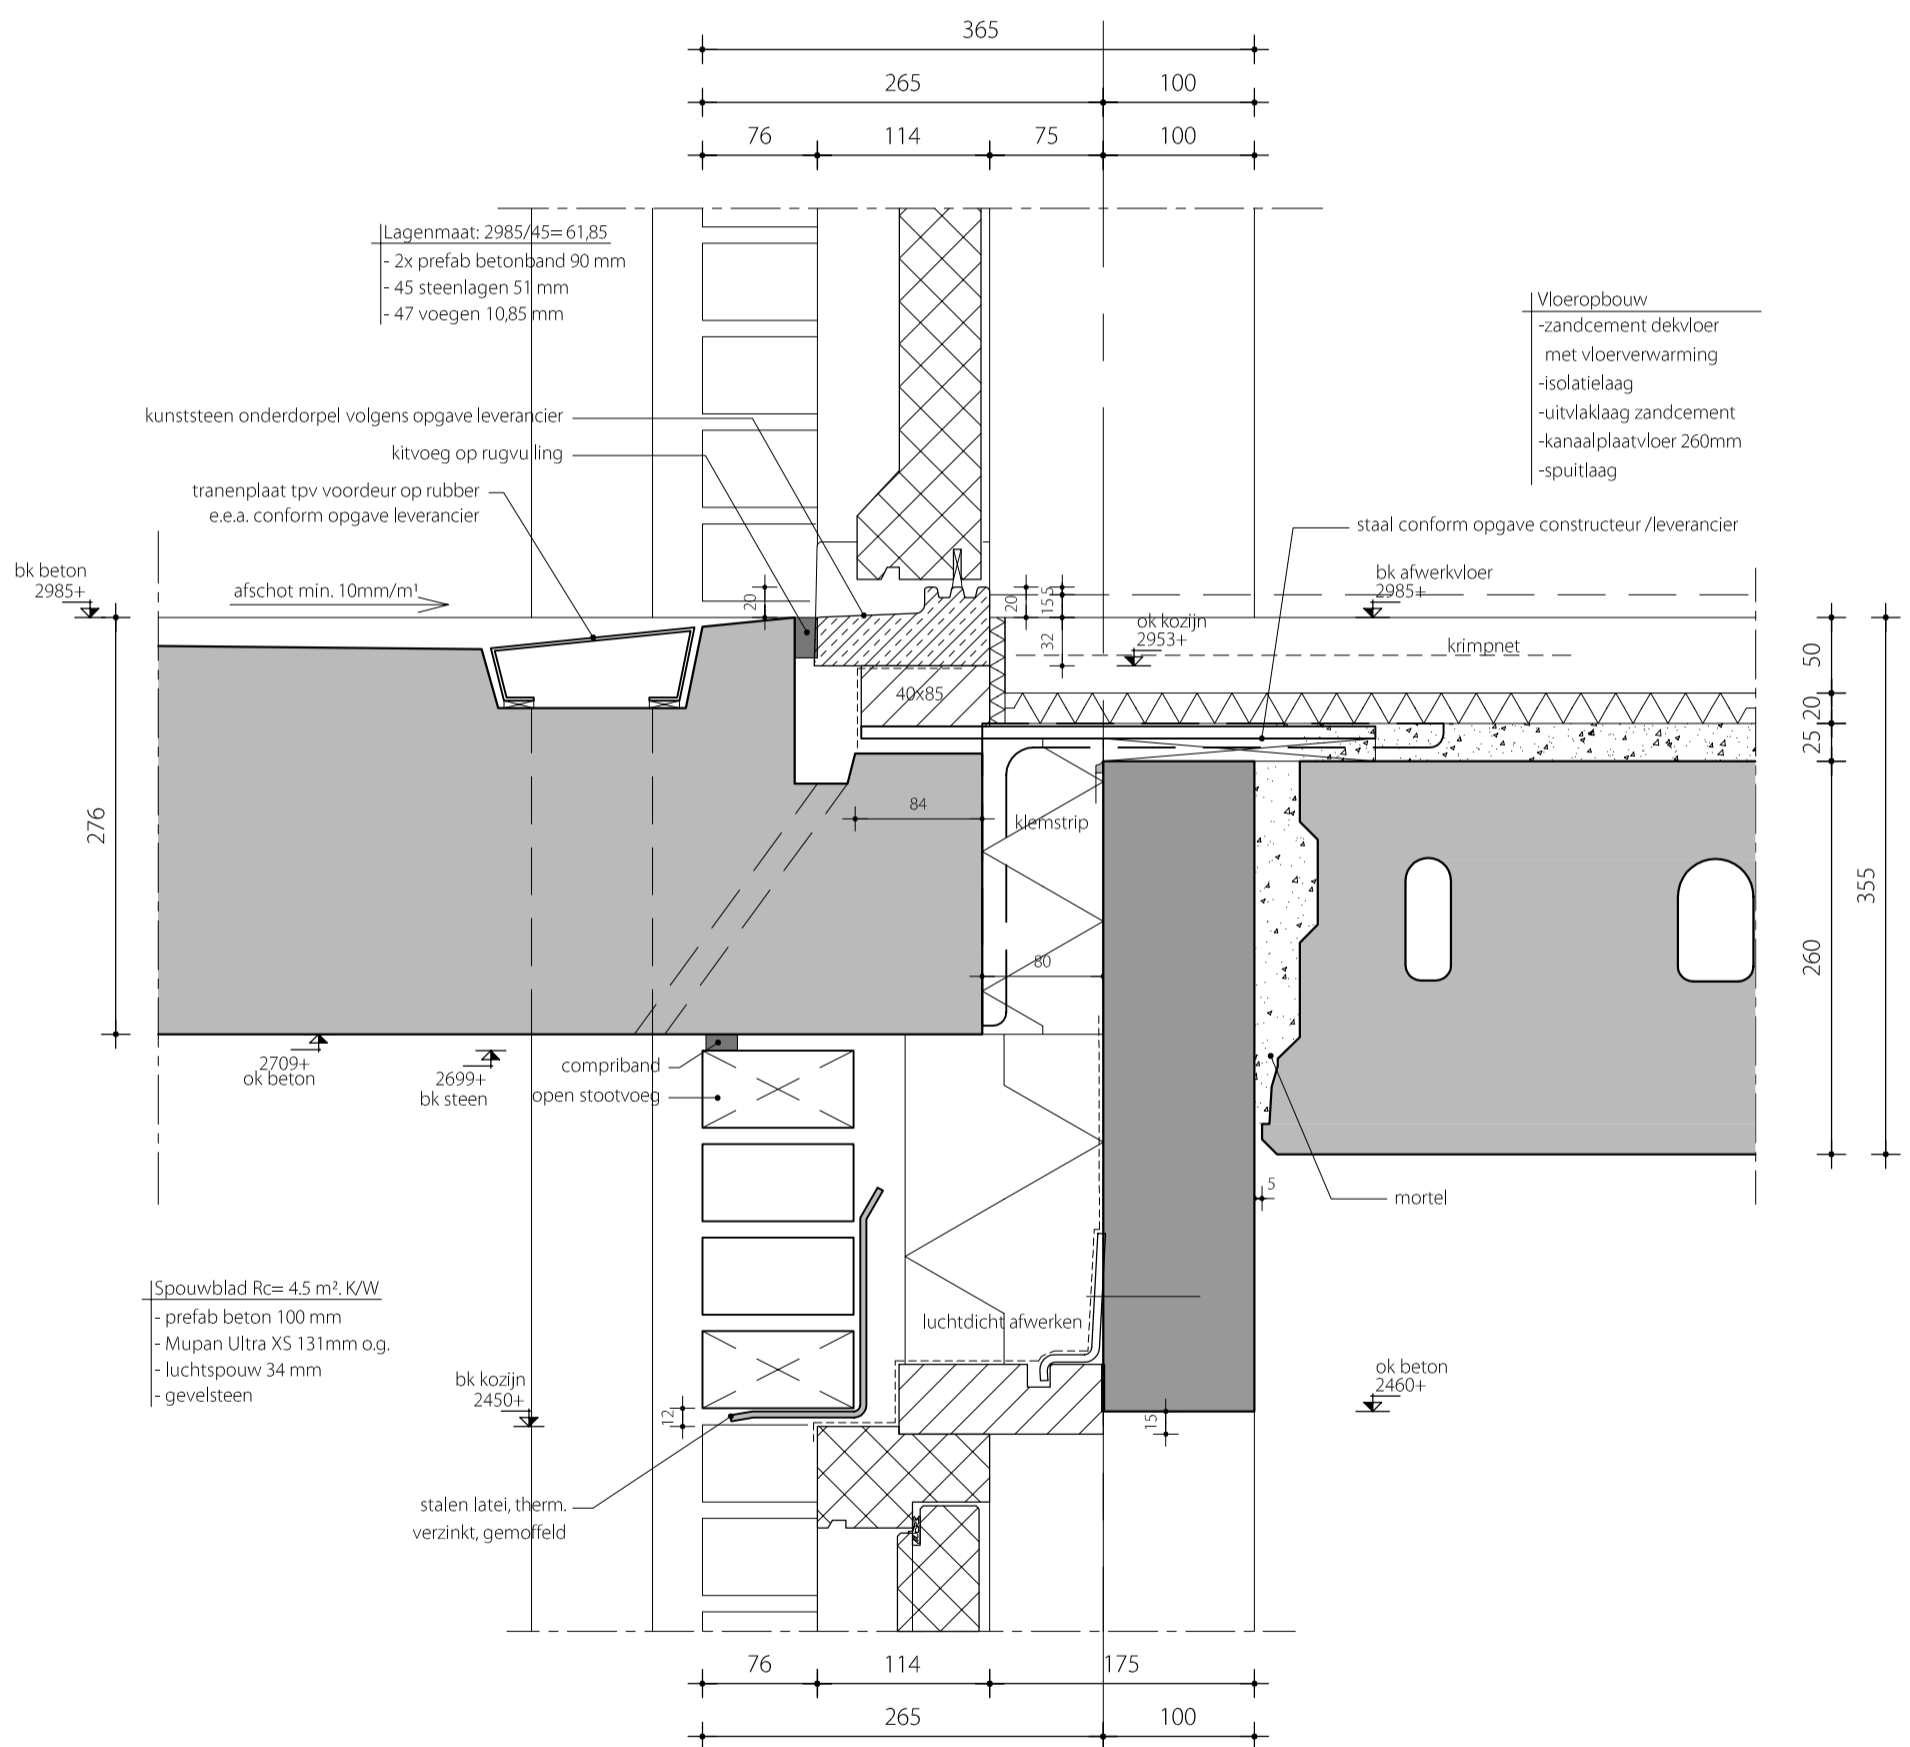 365
265 100
76 114 75 100
Lagenmaat: 2985/45= 61,85
- 2x prefab betonband 90 mm
- 45 steenlagen 51 mm
- 47 voegen 10,85 mm
Vloeropbouw
-zandcement dekvloer
met vloerverwarming
-isolatielaag
-uitvlaklaag zandcement
-kanaalplaatvloer 260mm
-spuitlaag
kunststeen onderdorpel volgens opgave leverancier
kitvoeg op rugvulling
tranenplaat tpv voordeur op rubber
e.e.a. conform opgave leverancier
staal conform opgave constructeur /leverancier
bk beton
2985+
afschot min. 10mm/m¹
20
20
15
5
32
bk afwerkvloer
2985+
ok kozijn
2953+
krimpnet
50
20
25
40x85
84
klemstrip
276
80
260
355
2709+
ok beton
2699+
bk steen
compriband
open stootvoeg
5
mortel
Spouwblad Rc= 4.5 m². K/W
- prefab beton 100 mm
- Mupan Ultra XS 131mm o.g.
- luchtspouw 34 mm
- gevelsteen
luchtdicht afwerken
bk kozijn
2450+
12
15
ok beton
2460+
stalen latei, therm.
verzinkt, gemoffeld
76 114 175
265 100